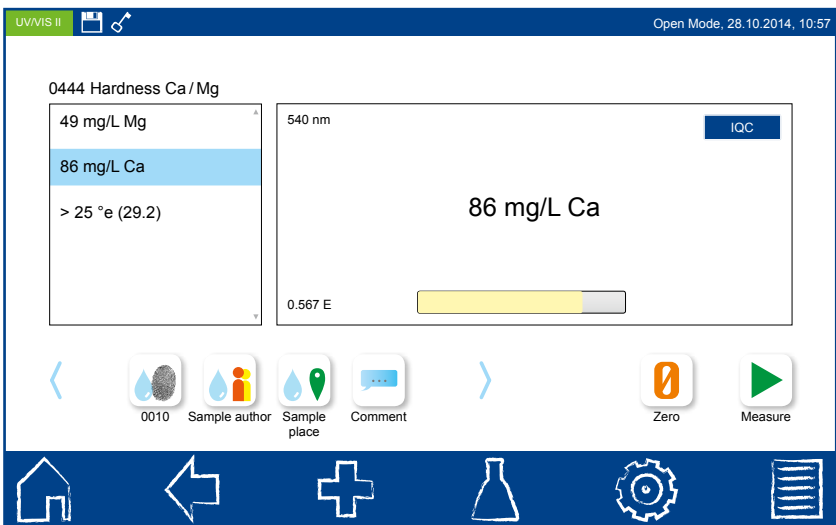 UV/VIS II
Open Mode, 28.10.2014, 10:57
0444 Hardness Ca / Mg
49 mg/L Mg
86 mg/L Ca
> 25 °e (29.2)
540 nm
IQC
86 mg/L Ca
0.567 E
0010
Sample author
Sample
place
Comment
0
Zero
Measure